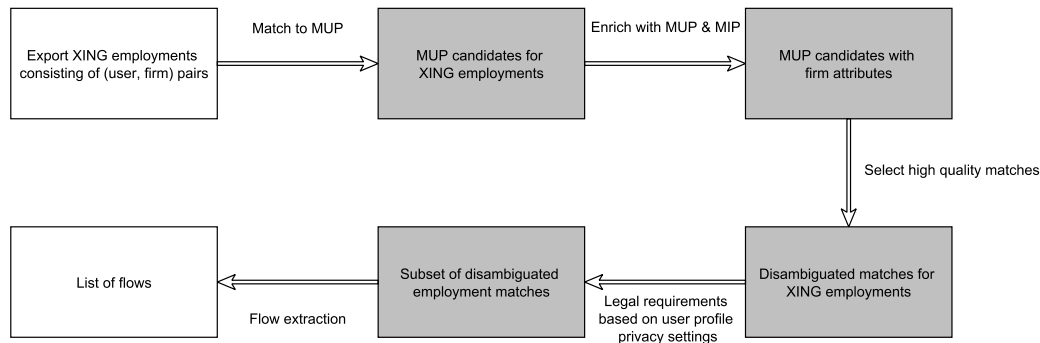 Export XING employments
consisting of (user, firm) pairs
Match to MUP
MUP candidates for
XING employments
Enrich with MUP & MIP
MUP candidates with
firm attributes
Select high quality matches
Disambiguated matches for
XING employments
Legal requirements
based on user profile
privacy settings
Subset of disambiguated
employment matches
Flow extraction
List of flows